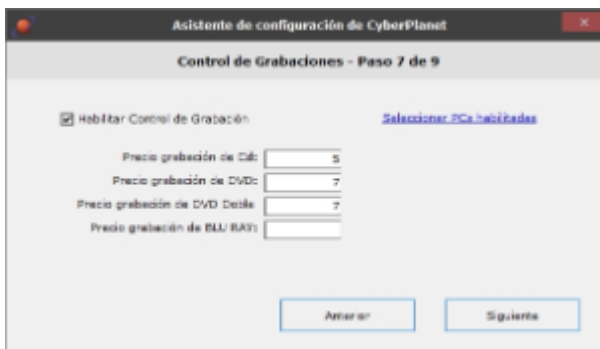 Asistente de configuración de CyberPlanet
Control de Grabaciones - Paso 7 de 9
Habilitar Control de Grabación
Seleccionar PCs habilitadas
Precio grabación de Cd: 5
Precio grabación de DVD: 7
Precio grabación de DVD Doble 7
Precio grabación de BLU RAY:
Anterior
Siguiente